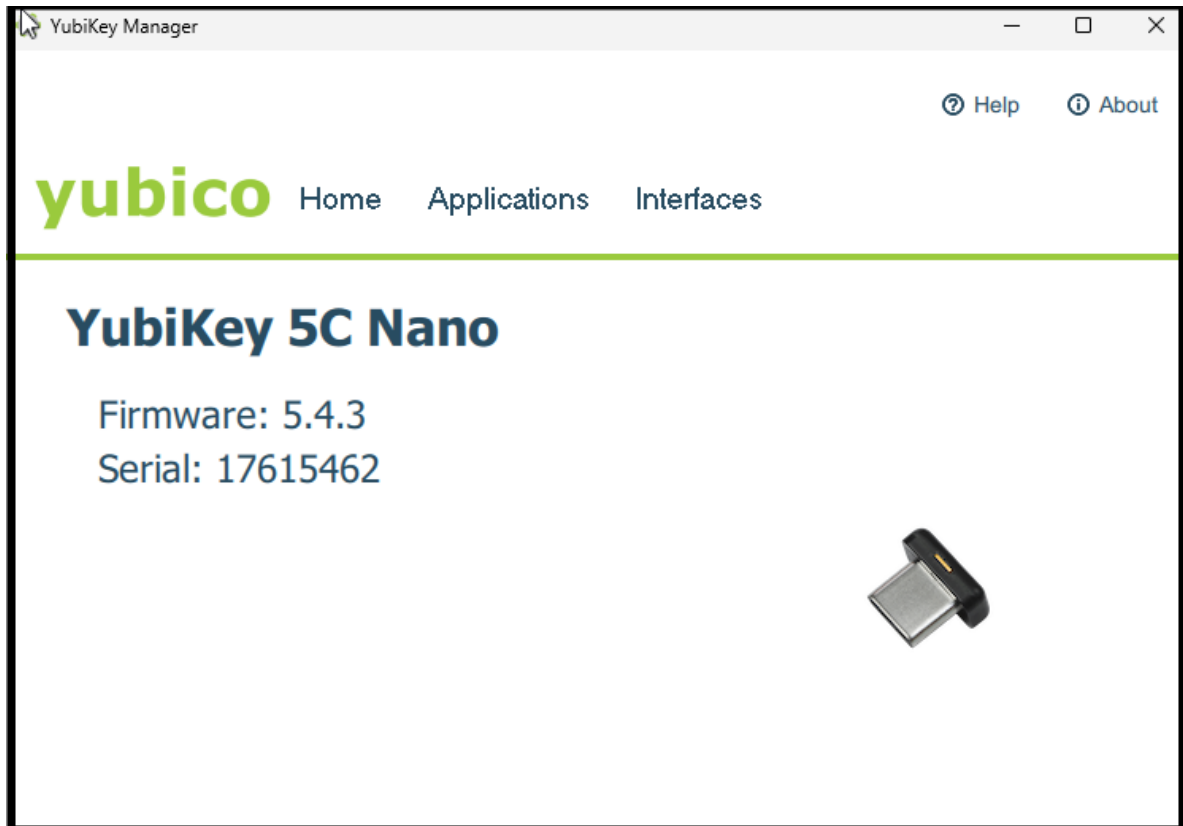 YubiKey Manager
Help About
yubico Home Applications Interfaces
YubiKey 5C Nano
Firmware: 5.4.3
Serial: 17615462